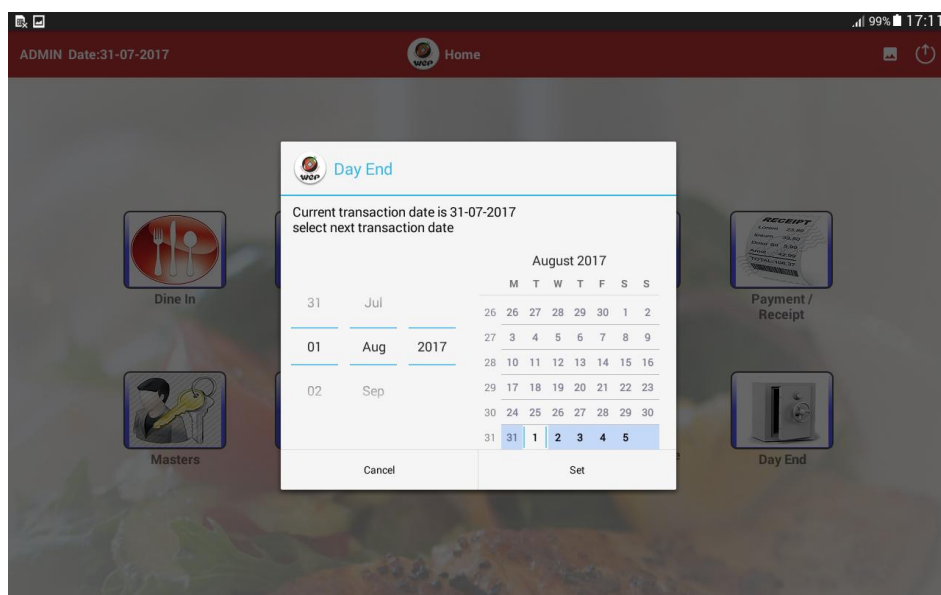 99% 17:11
ADMIN Date:31-07-2017
wep
Home
wep
Day End
Current transaction date is 31-07-2017
select next transaction date
31 Jul
01 Aug 2017
02 Sep
August 2017
M T W T F S S
26 26 27 28 29 30 1 2
27 3 4 5 6 7 8 9
28 10 11 12 13 14 15 16
29 17 18 19 20 21 22 23
30 24 25 26 27 28 29 30
31 31 1 2 3 4 5
Cancel
Set
Dine In
RECEIPT
Payment /
Receipt
Masters
Day End